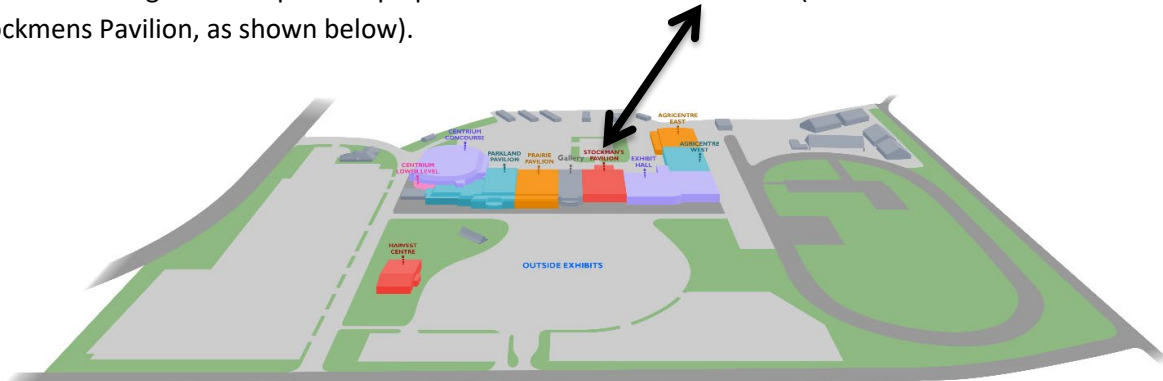 ockmens Pavilion, as shown below).
AGRICENTRE
EAST
CENTRIUM
CONCOURSE
AGRICENTRE
WEST
PARKLAND
PAVILION
PRAIRIE
PAVILION
Gallery
STOCKMAN'S
PAVILION
EXHIBIT
HALL
CENTRIUM
LOWER LEVEL
HARVEST
CENTRE
OUTSIDE EXHIBITS